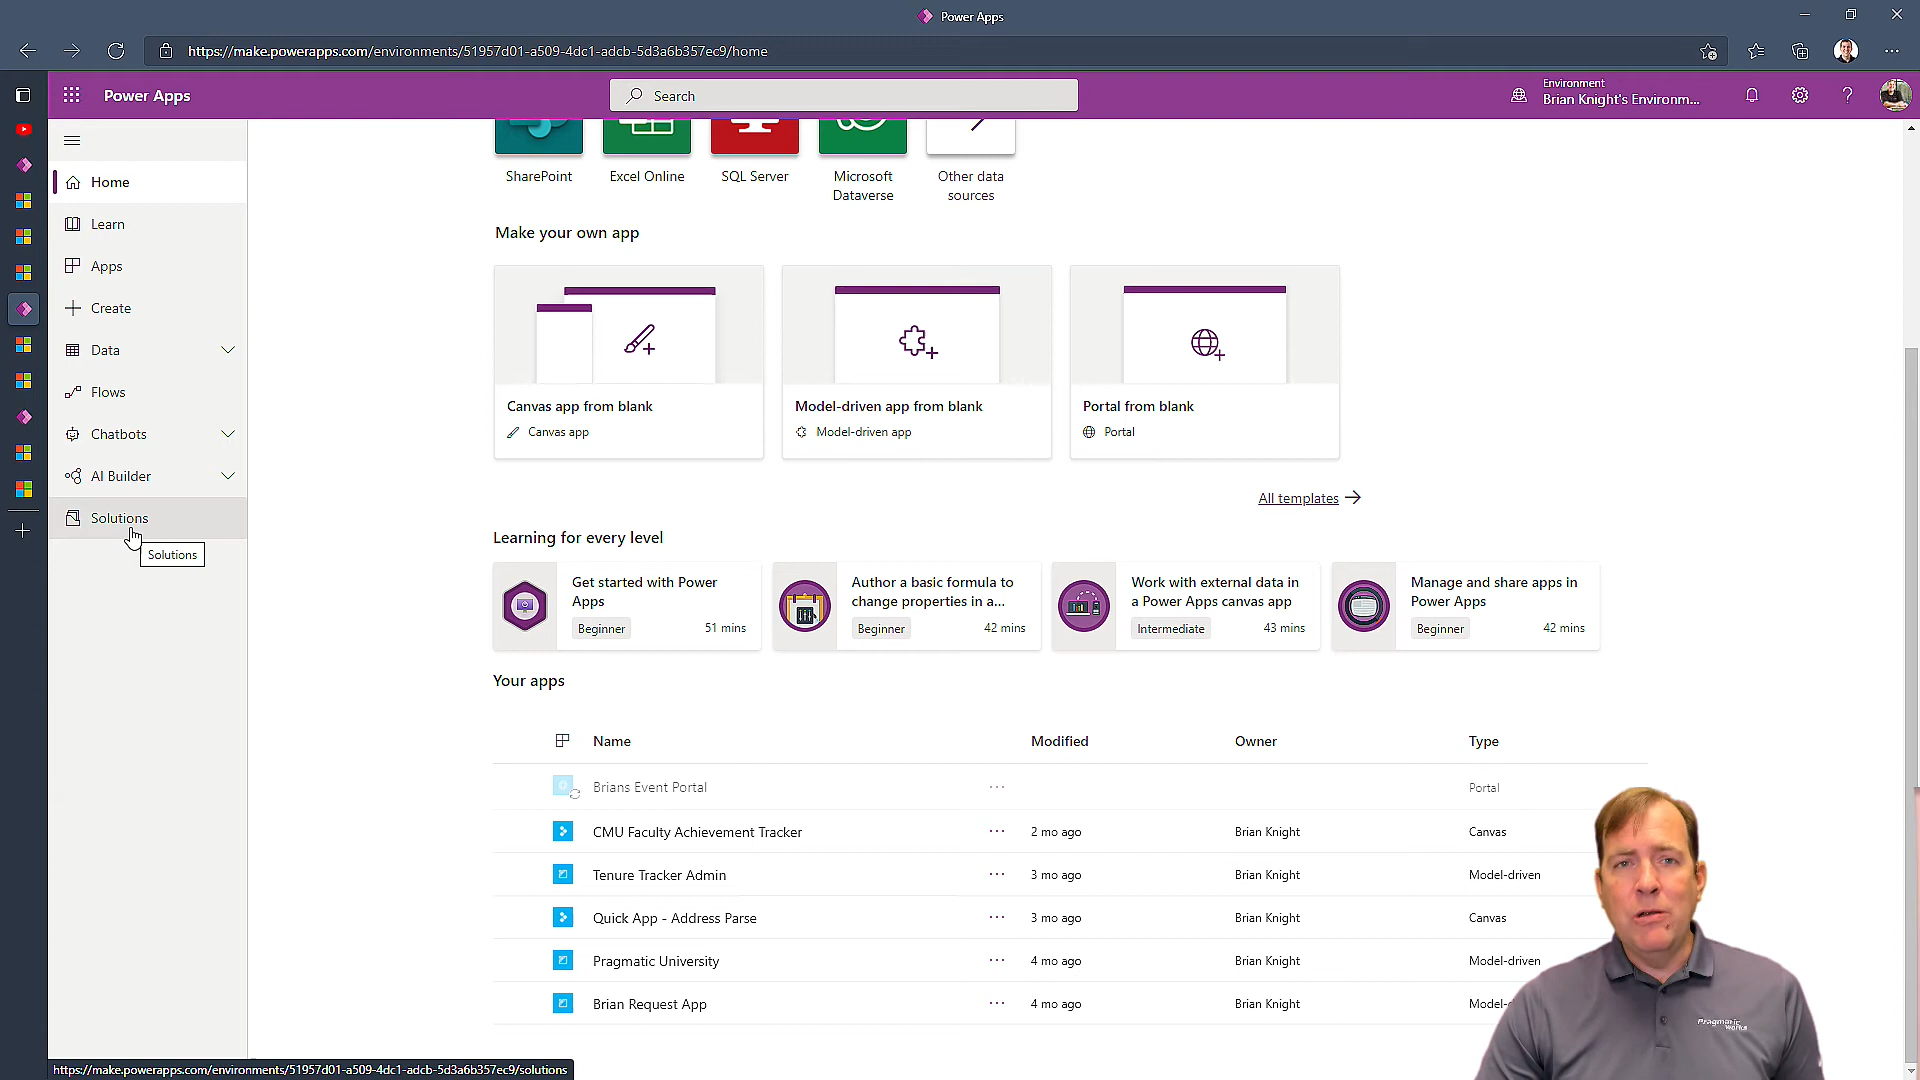 Power Apps
https://make.powerapps.com/environments/51957d01-a509-4dc1-adcb-5d3a6b357ec9/home
Power Apps
Search
Environment
Brian Knight's Environm...
Home
Learn
Apps
Create
Data
Flows
Chatbots
AI Builder
Solutions
Solutions
SharePoint
Excel Online
SQL Server
Microsoft
Dataverse
Other data
sources
Make your own app
Canvas app from blank
Canvas app
Model-driven app from blank
Model-driven app
Portal from blank
Portal
All templates
Learning for every level
Get started with Power
Apps
Beginner 51 mins
Author a basic formula to
change properties in a...
Beginner 42 mins
Work with external data in
a Power Apps canvas app
Intermediate 43 mins
Manage and share apps in
Power Apps
Beginner 42 mins
Your apps
Name Modified Owner Type
Brians Event Portal ... Portal
CMU Faculty Achievement Tracker ... 2 mo ago Brian Knight Canvas
Tenure Tracker Admin ... 3 mo ago Brian Knight Model-driven
Quick App - Address Parse ... 3 mo ago Brian Knight Canvas
Pragmatic University ... 4 mo ago Brian Knight Model-driven
Brian Request App ... 4 mo ago Brian Knight Model-d
Pragmatic
Works
https://make.powerapps.com/environments/51957d01-a509-4dc1-adcb-5d3a6b357ec9/solutions